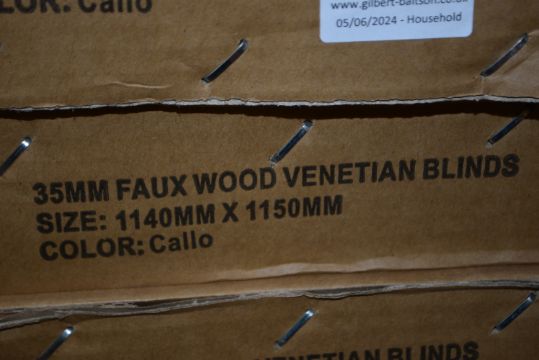 COLOR: Callo
www.gilbert-baitson.co.uk
05/06/2024 - Household
35MM FAUX WOOD VENETIAN BLINDS
SIZE: 1140MM X 1150MM
COLOR: Callo
VENETIAN BLINDS